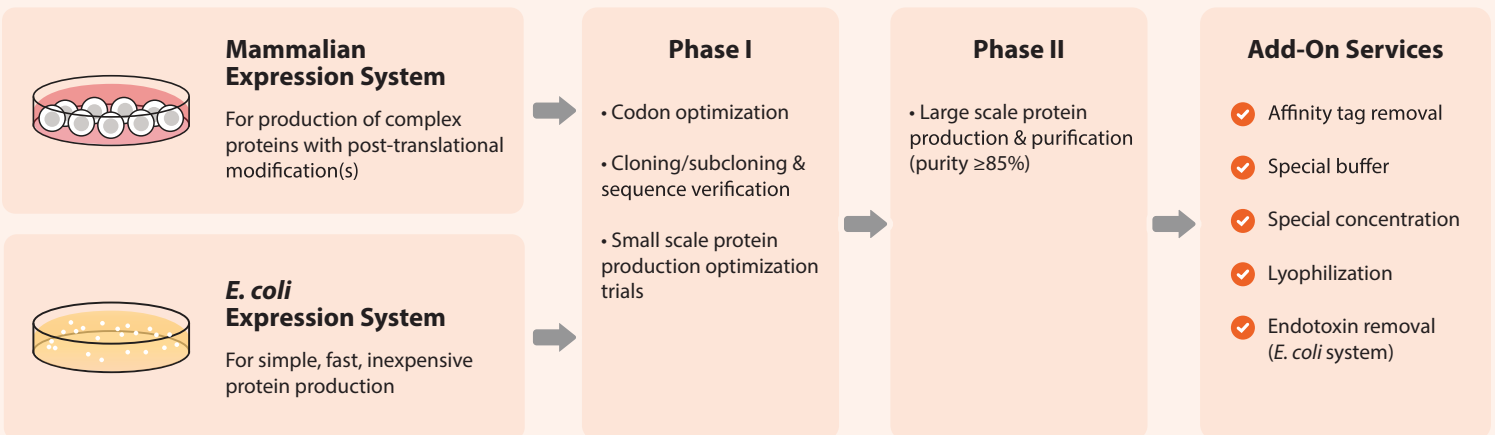 Mammalian
Expression System
For production of complex
proteins with post-translational
modification(s)
E. coli
Expression System
For simple, fast, inexpensive
protein production
Phase I
• Codon optimization
• Cloning/subcloning &
sequence verification
• Small scale protein
production optimization
trials
Phase II
• Large scale protein
production & purification
(purity ≥85%)
Add-On Services
Affinity tag removal
Special buffer
Special concentration
Lyophilization
Endotoxin removal
(E. coli system)